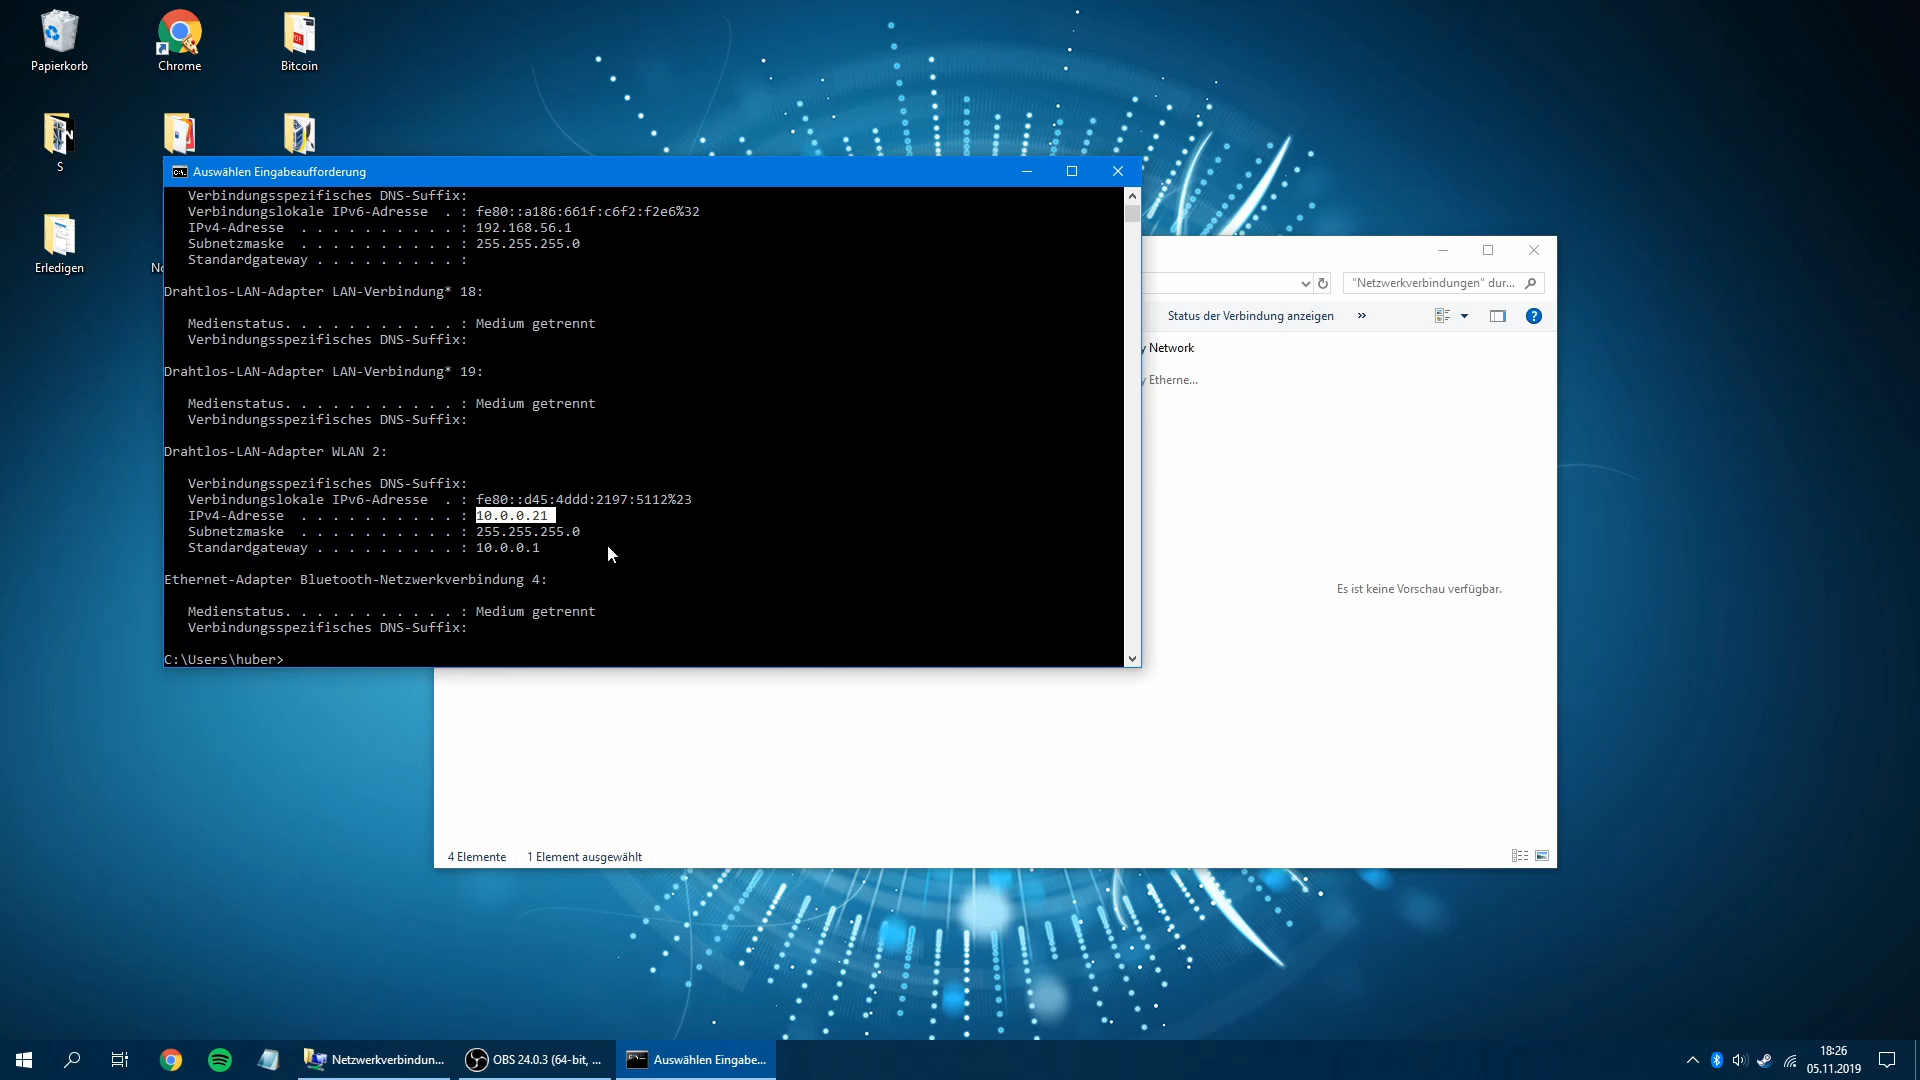 Papierkorb
Chrome
Bitcoin
S
Erledigen
Auswählen Eingabeaufforderung
Verbindungsspezifisches DNS-Suffix:
Verbindungslokale IPv6-Adresse  . : fe80::a186:661f:c6f2:f2e6%32
IPv4-Adresse  . . . . . . . . . . : 192.168.56.1
Subnetzmaske  . . . . . . . . . . : 255.255.255.0
Standardgateway . . . . . . . . . :
Drahtlos-LAN-Adapter LAN-Verbindung* 18:
Medienstatus. . . . . . . . . . . : Medium getrennt
Verbindungsspezifisches DNS-Suffix:
Drahtlos-LAN-Adapter LAN-Verbindung* 19:
Medienstatus. . . . . . . . . . . : Medium getrennt
Verbindungsspezifisches DNS-Suffix:
Drahtlos-LAN-Adapter WLAN 2:
Verbindungsspezifisches DNS-Suffix:
Verbindungslokale IPv6-Adresse  . : fe80::d45:4ddd:2197:5112%23
IPv4-Adresse  . . . . . . . . . . : 10.0.0.21
Subnetzmaske  . . . . . . . . . . : 255.255.255.0
Standardgateway . . . . . . . . . : 10.0.0.1
Ethernet-Adapter Bluetooth-Netzwerkverbindung 4:
Medienstatus. . . . . . . . . . . : Medium getrennt
Verbindungsspezifisches DNS-Suffix:
C:\Users\huber>
"Netzwerkverbindungen" dur...
Status der Verbindung anzeigen »
y Network
y Etherne...
Es ist keine Vorschau verfügbar.
4 Elemente 1 Element ausgewählt
Netzwerkverbindun...
OBS 24.0.3 (64-bit, ...
Auswählen Eingabe...
18:26
05.11.2019